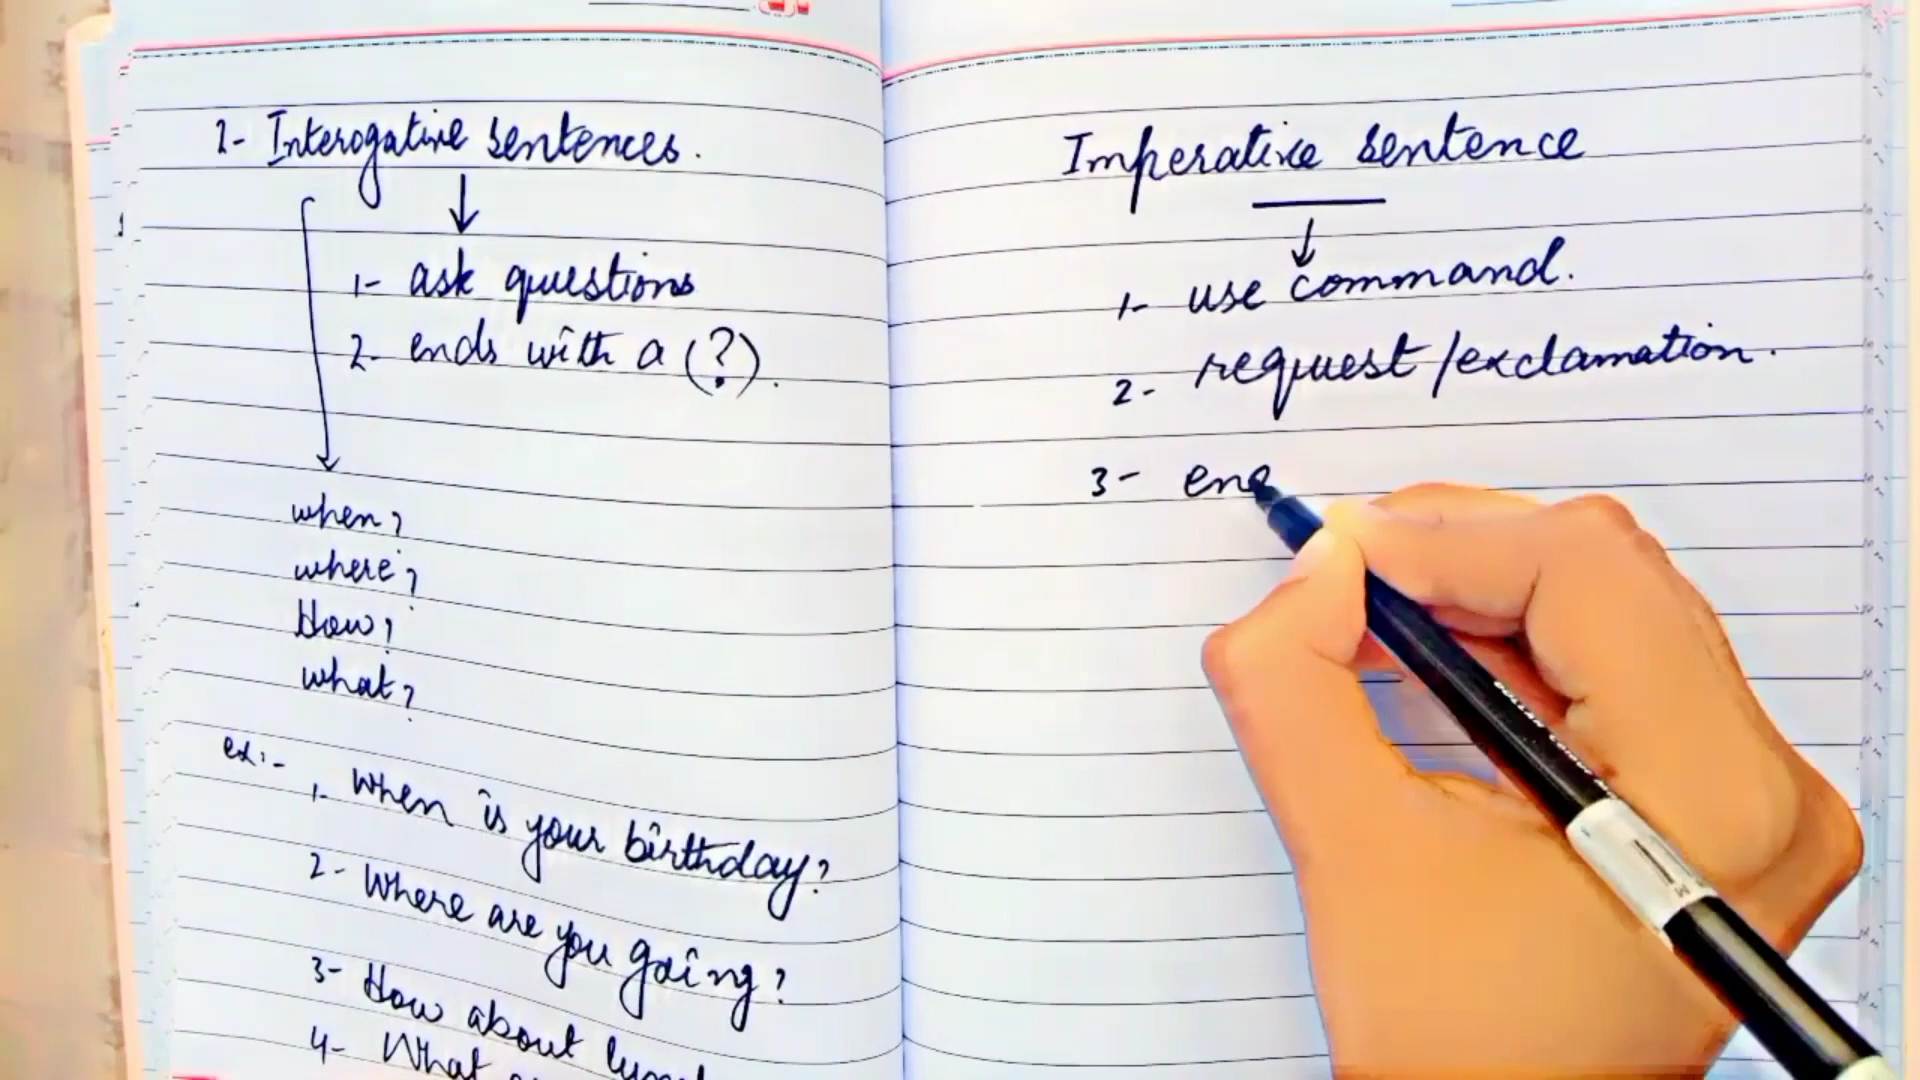 1- Interogative sentences.
1- ask questions
2- ends with a (?).
when?
where?
How?
what?
ex:-
1- When is your birthday?
2- Where are you going?
3- How about
4- What
Imperative sentence
1- use command.
2- request/exclamation.
3- end